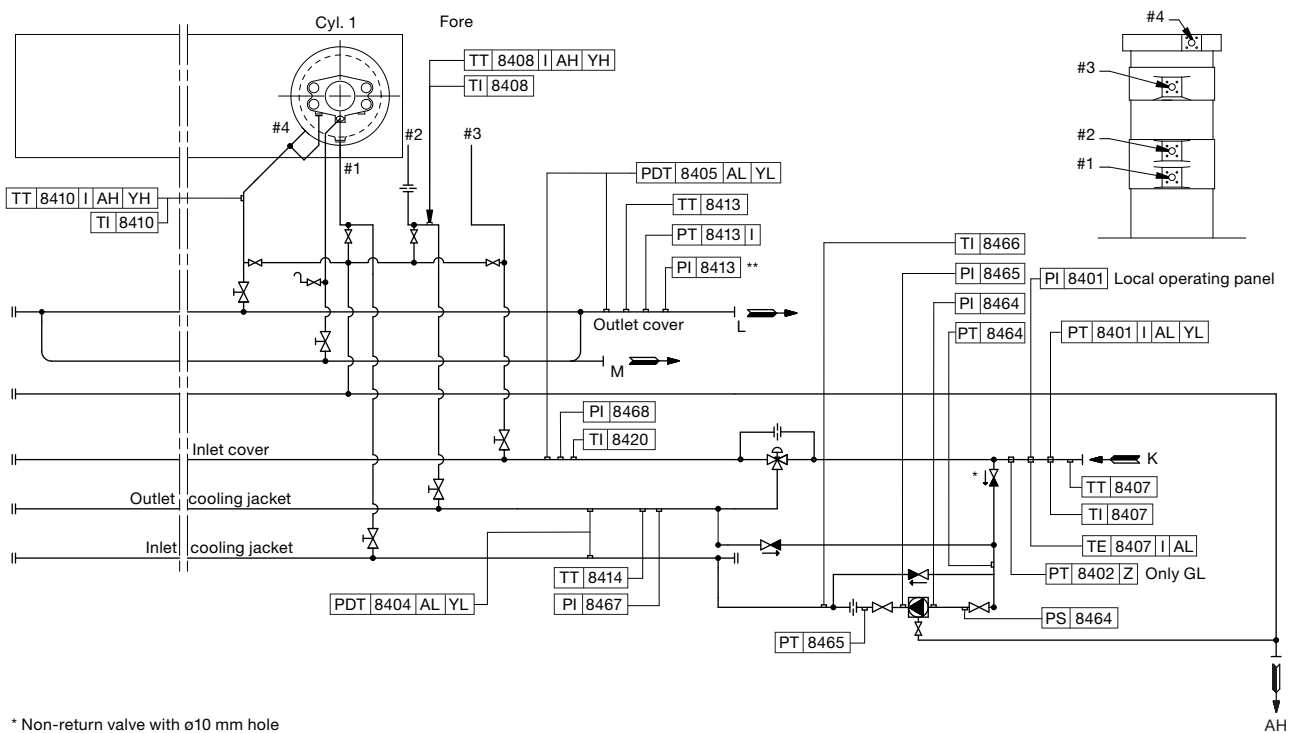 Cyl. 1
Fore
#4
TT 8408 I AH YH
TI 8408
#3
#4
#2
#3
#2
#1
#1
PDT 8405 AL YL
TT 8410 I AH YH
TI 8410
TT 8413
PT 8413 I
TI 8466
PI 8413 **
PI 8465
PI 8401 Local operating panel
PI 8464
Outlet cover
L
PT 8464
PT 8401 I AL YL
M
PI 8468
TI 8420
Inlet cover
K
*
TT 8407
Outlet cooling jacket
TI 8407
Inlet cooling jacket
TE 8407 I AL
TT 8414
PT 8402 Z Only GL
PDT 8404 AL YL
PI 8467
PS 8464
PT 8465
* Non-return valve with ø10 mm hole
AH